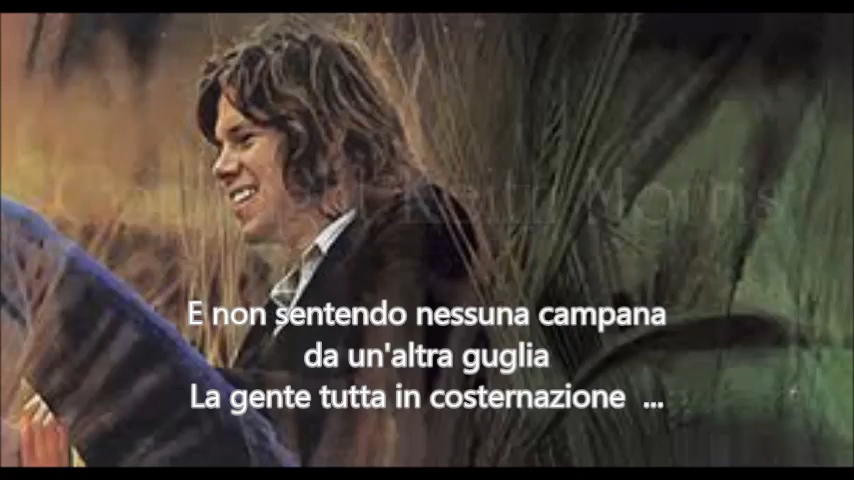 E non sentendo nessuna campana
da un'altra guglia
La gente tutta in costernazione ...